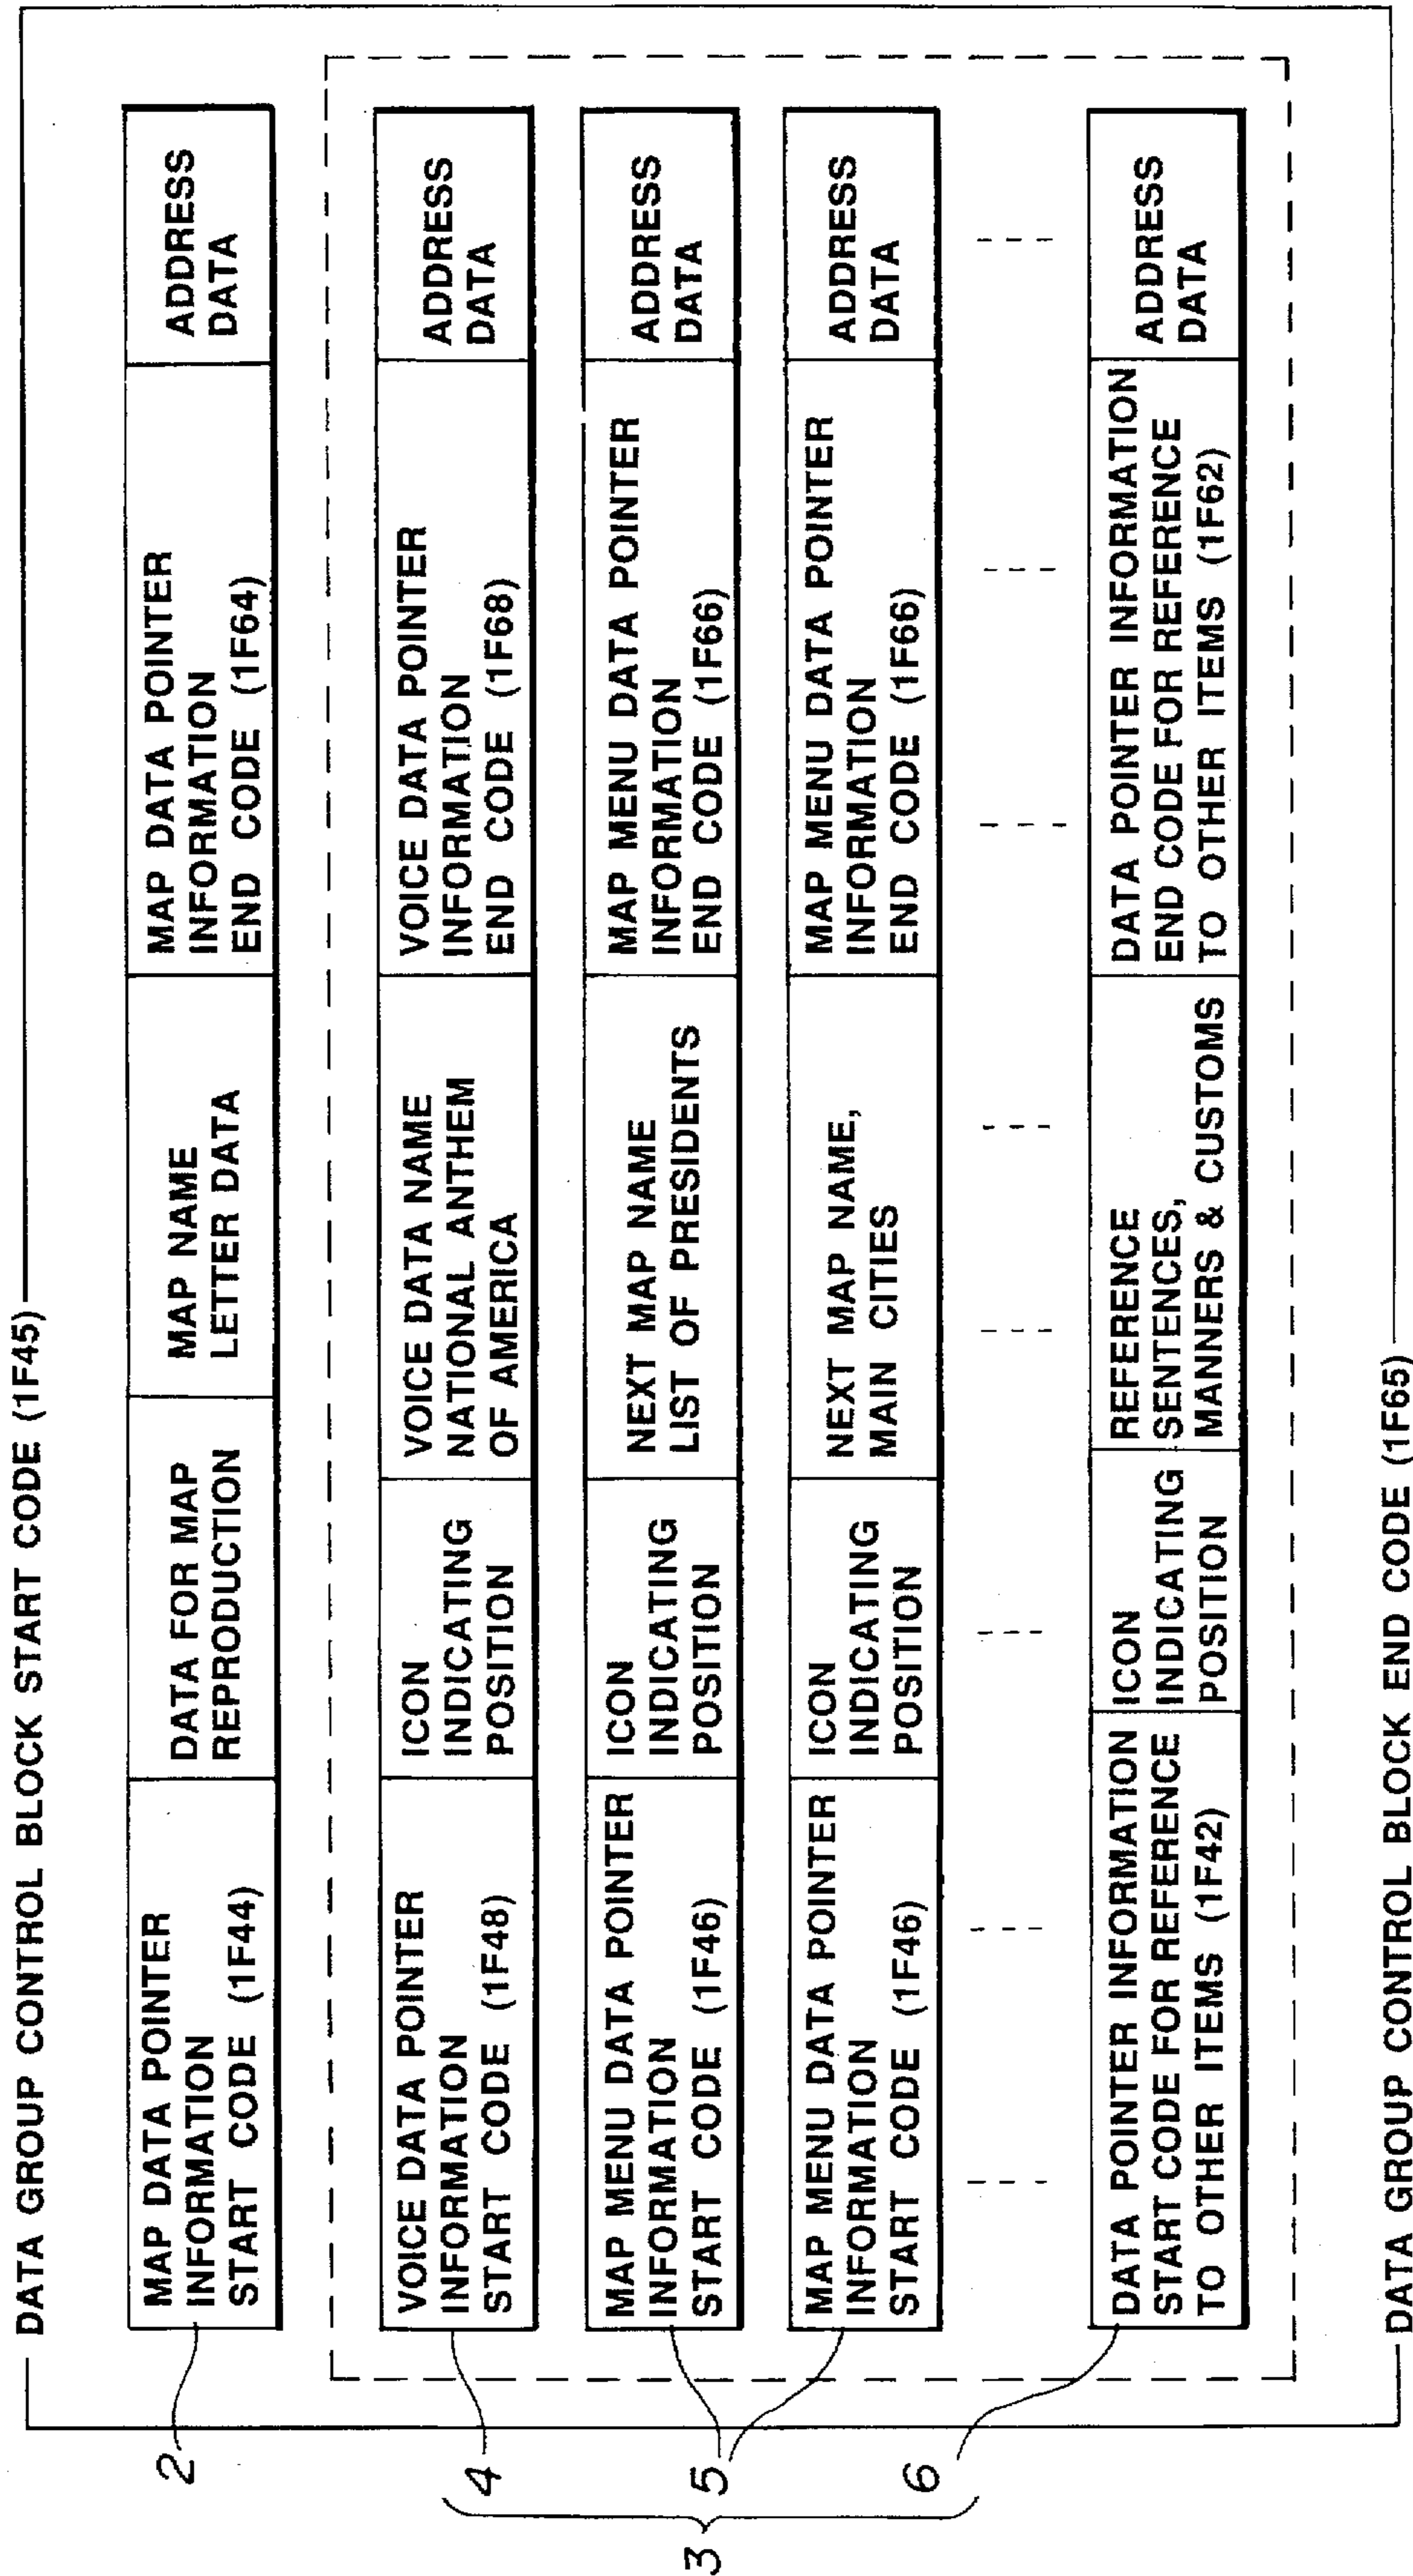 DATA GROUP CONTROL BLOCK START CODE (1F45)
2
MAP DATA POINTER
INFORMATION
START CODE (1F44)
DATA FOR MAP
REPRODUCTION
MAP NAME
LETTER DATA
MAP DATA POINTER
INFORMATION
END CODE (1F64)
ADDRESS
DATA
3
4
VOICE DATA POINTER
INFORMATION
START CODE (1F48)
ICON
INDICATING
POSITION
VOICE DATA NAME
NATIONAL ANTHEM
OF AMERICA
VOICE DATA POINTER
INFORMATION
END CODE (1F68)
ADDRESS
DATA
5
MAP MENU DATA POINTER
INFORMATION
START CODE (1F46)
ICON
INDICATING
POSITION
NEXT MAP NAME
LIST OF PRESIDENTS
MAP MENU DATA POINTER
INFORMATION
END CODE (1F66)
ADDRESS
DATA
MAP MENU DATA POINTER
INFORMATION
START CODE (1F46)
ICON
INDICATING
POSITION
NEXT MAP NAME,
MAIN CITIES
MAP MENU DATA POINTER
INFORMATION
END CODE (1F66)
ADDRESS
DATA
6
DATA POINTER INFORMATION
START CODE FOR REFERENCE
TO OTHER ITEMS (1F42)
ICON
INDICATING
POSITION
REFERENCE
SENTENCES,
MANNERS & CUSTOMS
DATA POINTER INFORMATION
END CODE FOR REFERENCE
TO OTHER ITEMS (1F62)
ADDRESS
DATA
DATA GROUP CONTROL BLOCK END CODE (1F65)